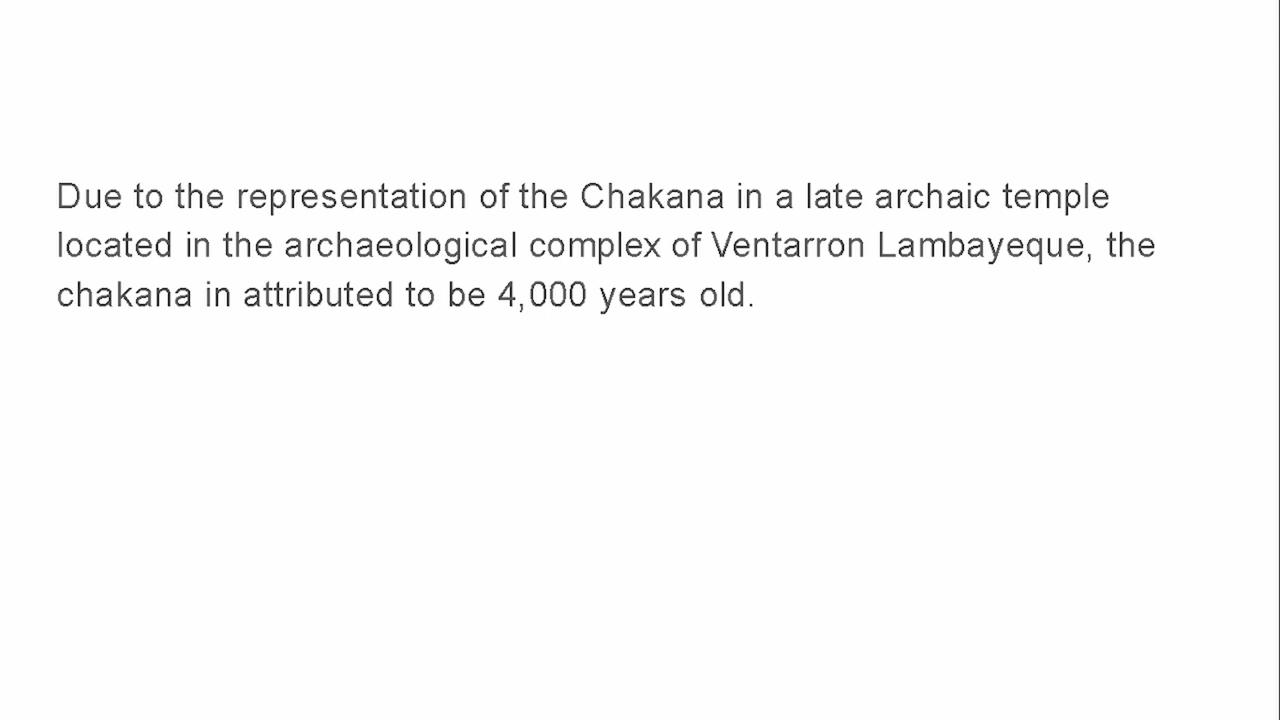 Due to the representation of the Chakana in a late archaic temple
located in the archaeological complex of Ventarron Lambayeque, the
chakana in attributed to be 4,000 years old.